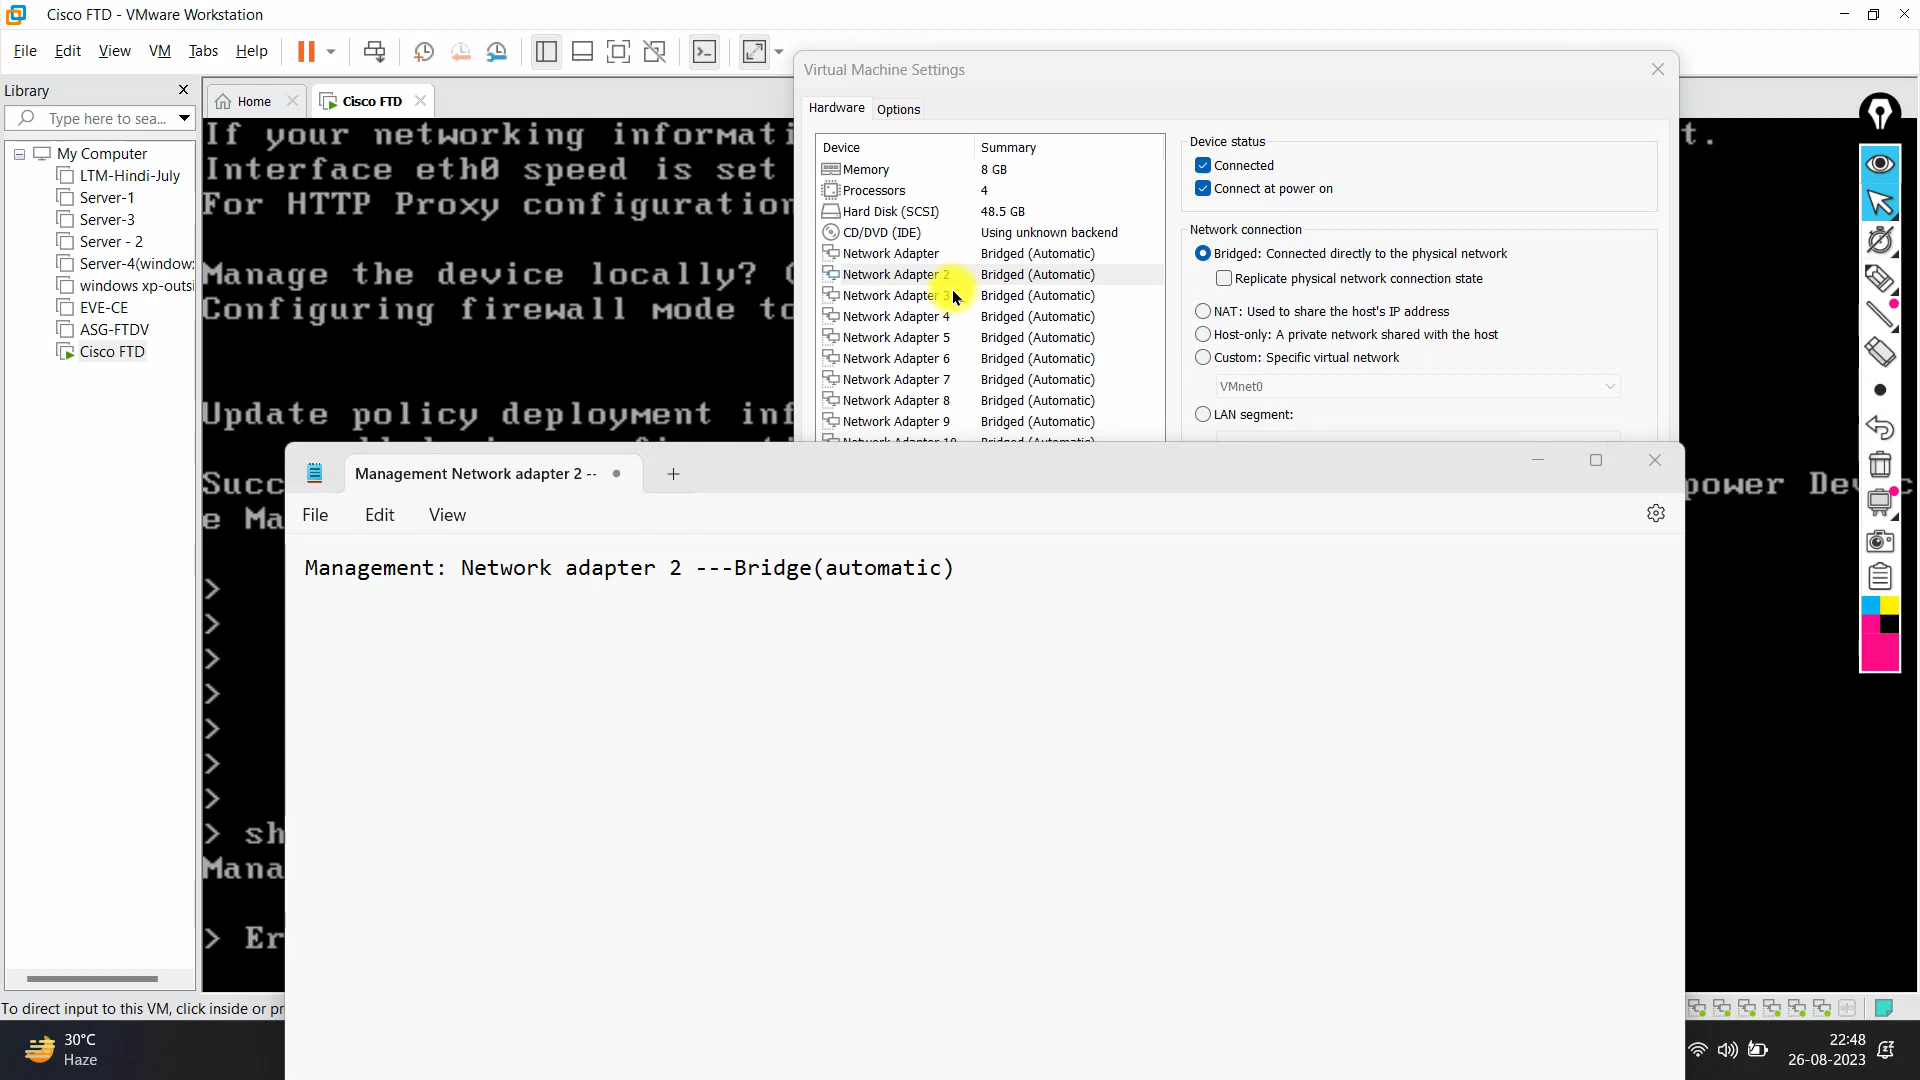 Cisco FTD - VMware Workstation
File Edit View VM Tabs Help
Library
Type here to sea...
My Computer
LTM-Hindi-July
Server-1
Server-3
Server - 2
Server-4(window:
windows xp-outsi
EVE-CE
ASG-FTDV
Cisco FTD
Home
Cisco FTD
If your networking informati
Interface eth0 speed is set
For HTTP Proxy configuration
Manage the device locally? (
Configuring firewall mode to
Update policy deployment inf
Succ
e Ma
>
>
>
>
>
>
>
> sh
Mana
> Er
t.
power Dev c
Virtual Machine Settings
Hardware Options
Device Summary
Memory 8 GB
Processors 4
Hard Disk (SCSI) 48.5 GB
CD/DVD (IDE) Using unknown backend
Network Adapter Bridged (Automatic)
Network Adapter 2 Bridged (Automatic)
Network Adapter 3 Bridged (Automatic)
Network Adapter 4 Bridged (Automatic)
Network Adapter 5 Bridged (Automatic)
Network Adapter 6 Bridged (Automatic)
Network Adapter 7 Bridged (Automatic)
Network Adapter 8 Bridged (Automatic)
Network Adapter 9 Bridged (Automatic)
Network Adapter 10 Bridged (Automatic)
Device status
Connected
Connect at power on
Network connection
Bridged: Connected directly to the physical network
Replicate physical network connection state
NAT: Used to share the host's IP address
Host-only: A private network shared with the host
Custom: Specific virtual network
VMnet0
LAN segment:
Management Network adapter 2 --
File Edit View
Management: Network adapter 2 ---Bridge(automatic)
To direct input to this VM, click inside or pr
30°C
Haze
22:48
26-08-2023